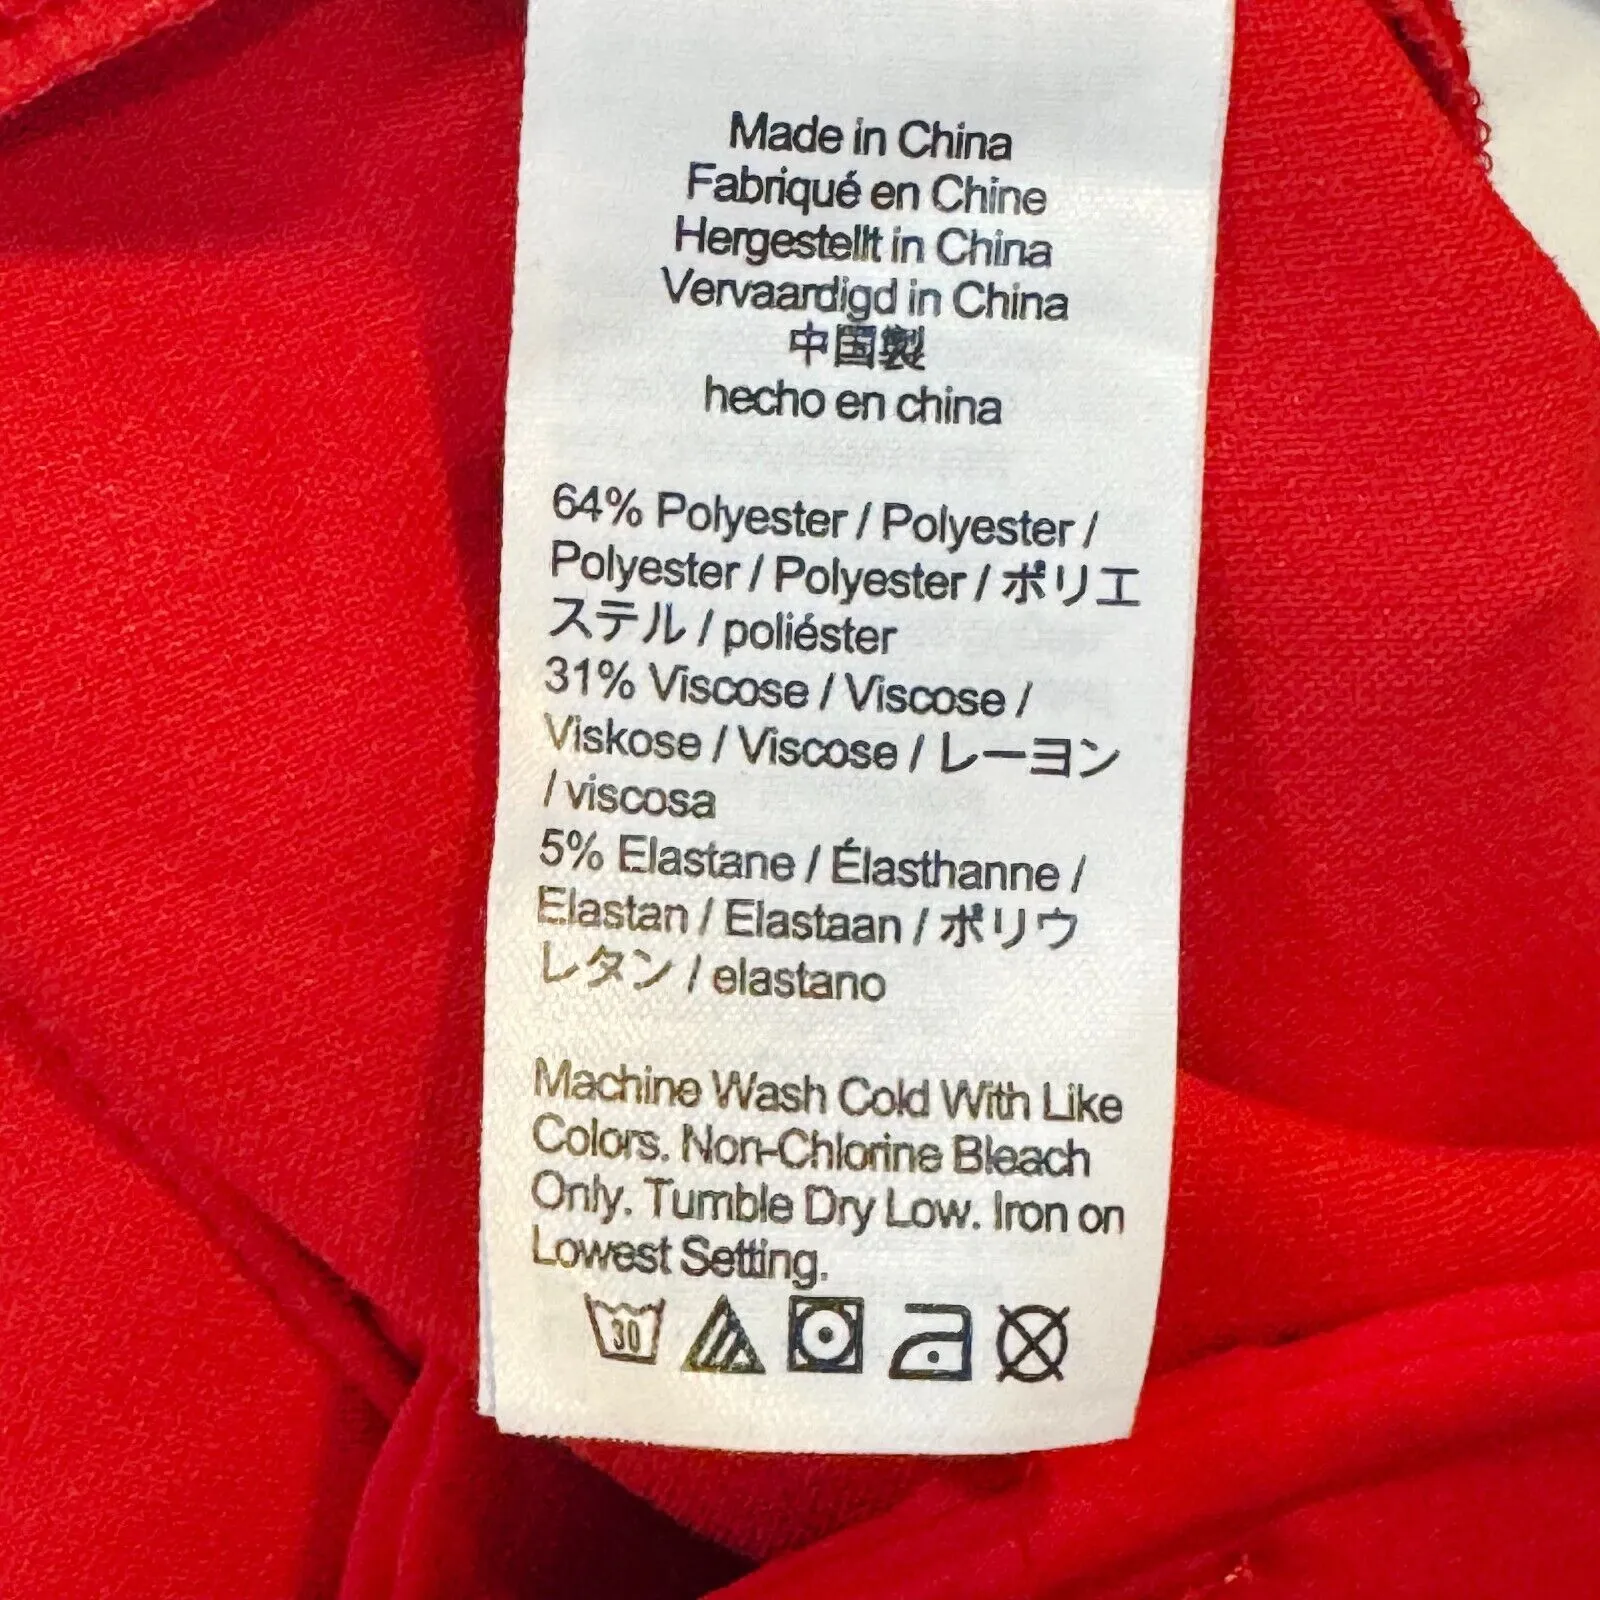 Made in China
Fabriqué en Chine
Hergestellt in China
Vervaardigd in China
中国製
hecho en china
64% Polyester / Polyester /
Polyester / Polyester / ポリエ
ステル / poliéster
31% Viscose / Viscose /
Viskose / Viscose / レーヨン
/ viscosa
5% Elastane / Élasthanne /
Elastan / Elastaan / ポリウ
レタン / elastano
Machine Wash Cold With Like
Colors. Non-Chlorine Bleach
Only. Tumble Dry Low. Iron on
Lowest Setting.
30